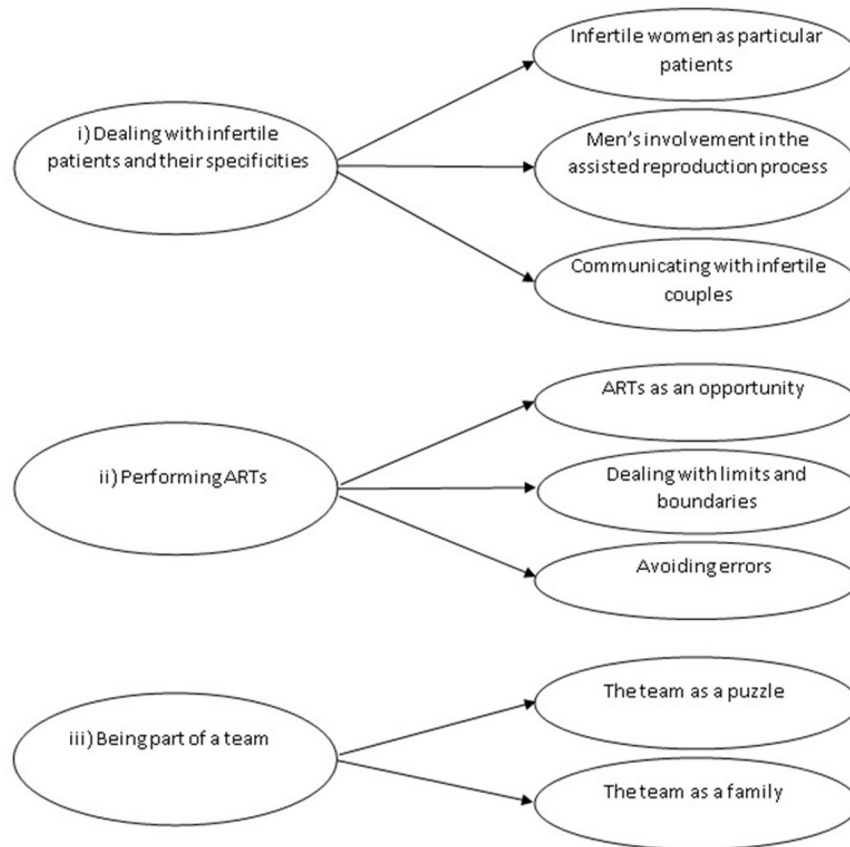 i) Dealing with infertile
patients and their specificities
Infertile women as particular
patients
Men's involvement in the
assisted reproduction process
Communicating with infertile
couples
ii) Performing ARTs
ARTs as an opportunity
Dealing with limits and
boundaries
Avoiding errors
iii) Being part of a team
The team as a puzzle
The team as a family